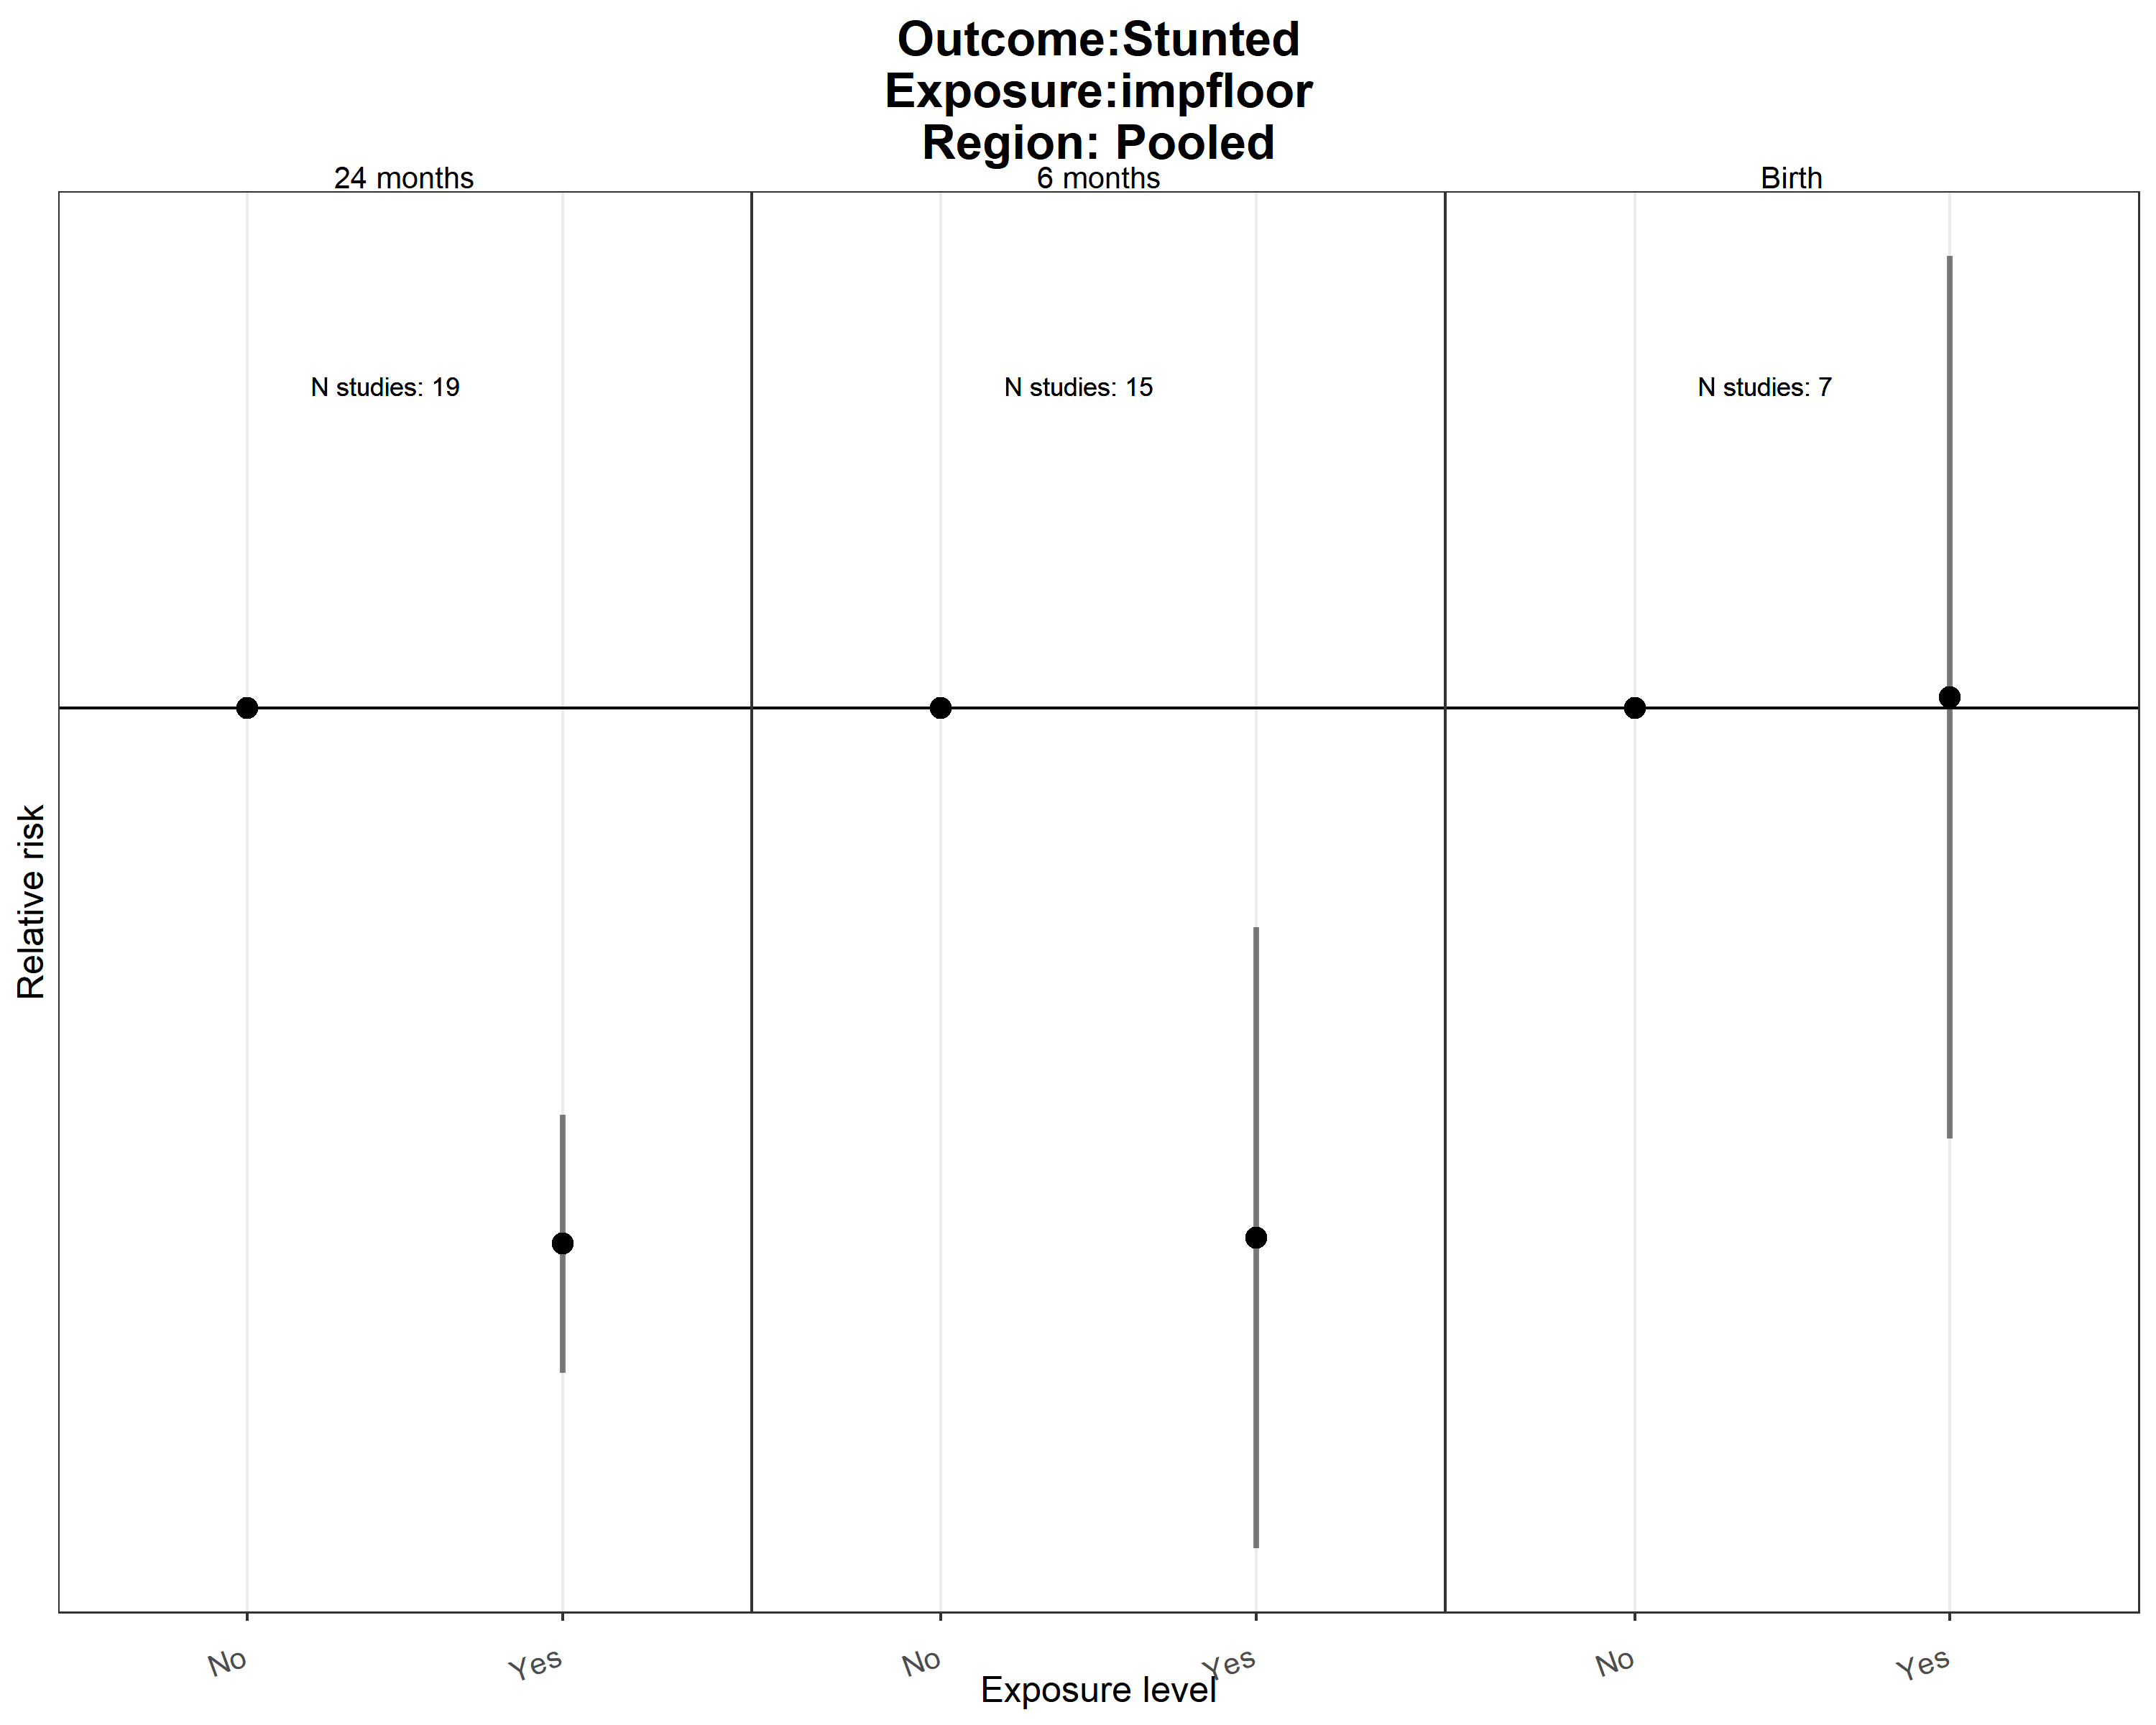 Outcome:Stunted
Exposure:impfloor
Region: Pooled
24 months
6 months
Birth
N studies: 19
N studies: 15
N studies: 7
Relative risk
No
Yes
No
Yes
No
Yes
Exposure level